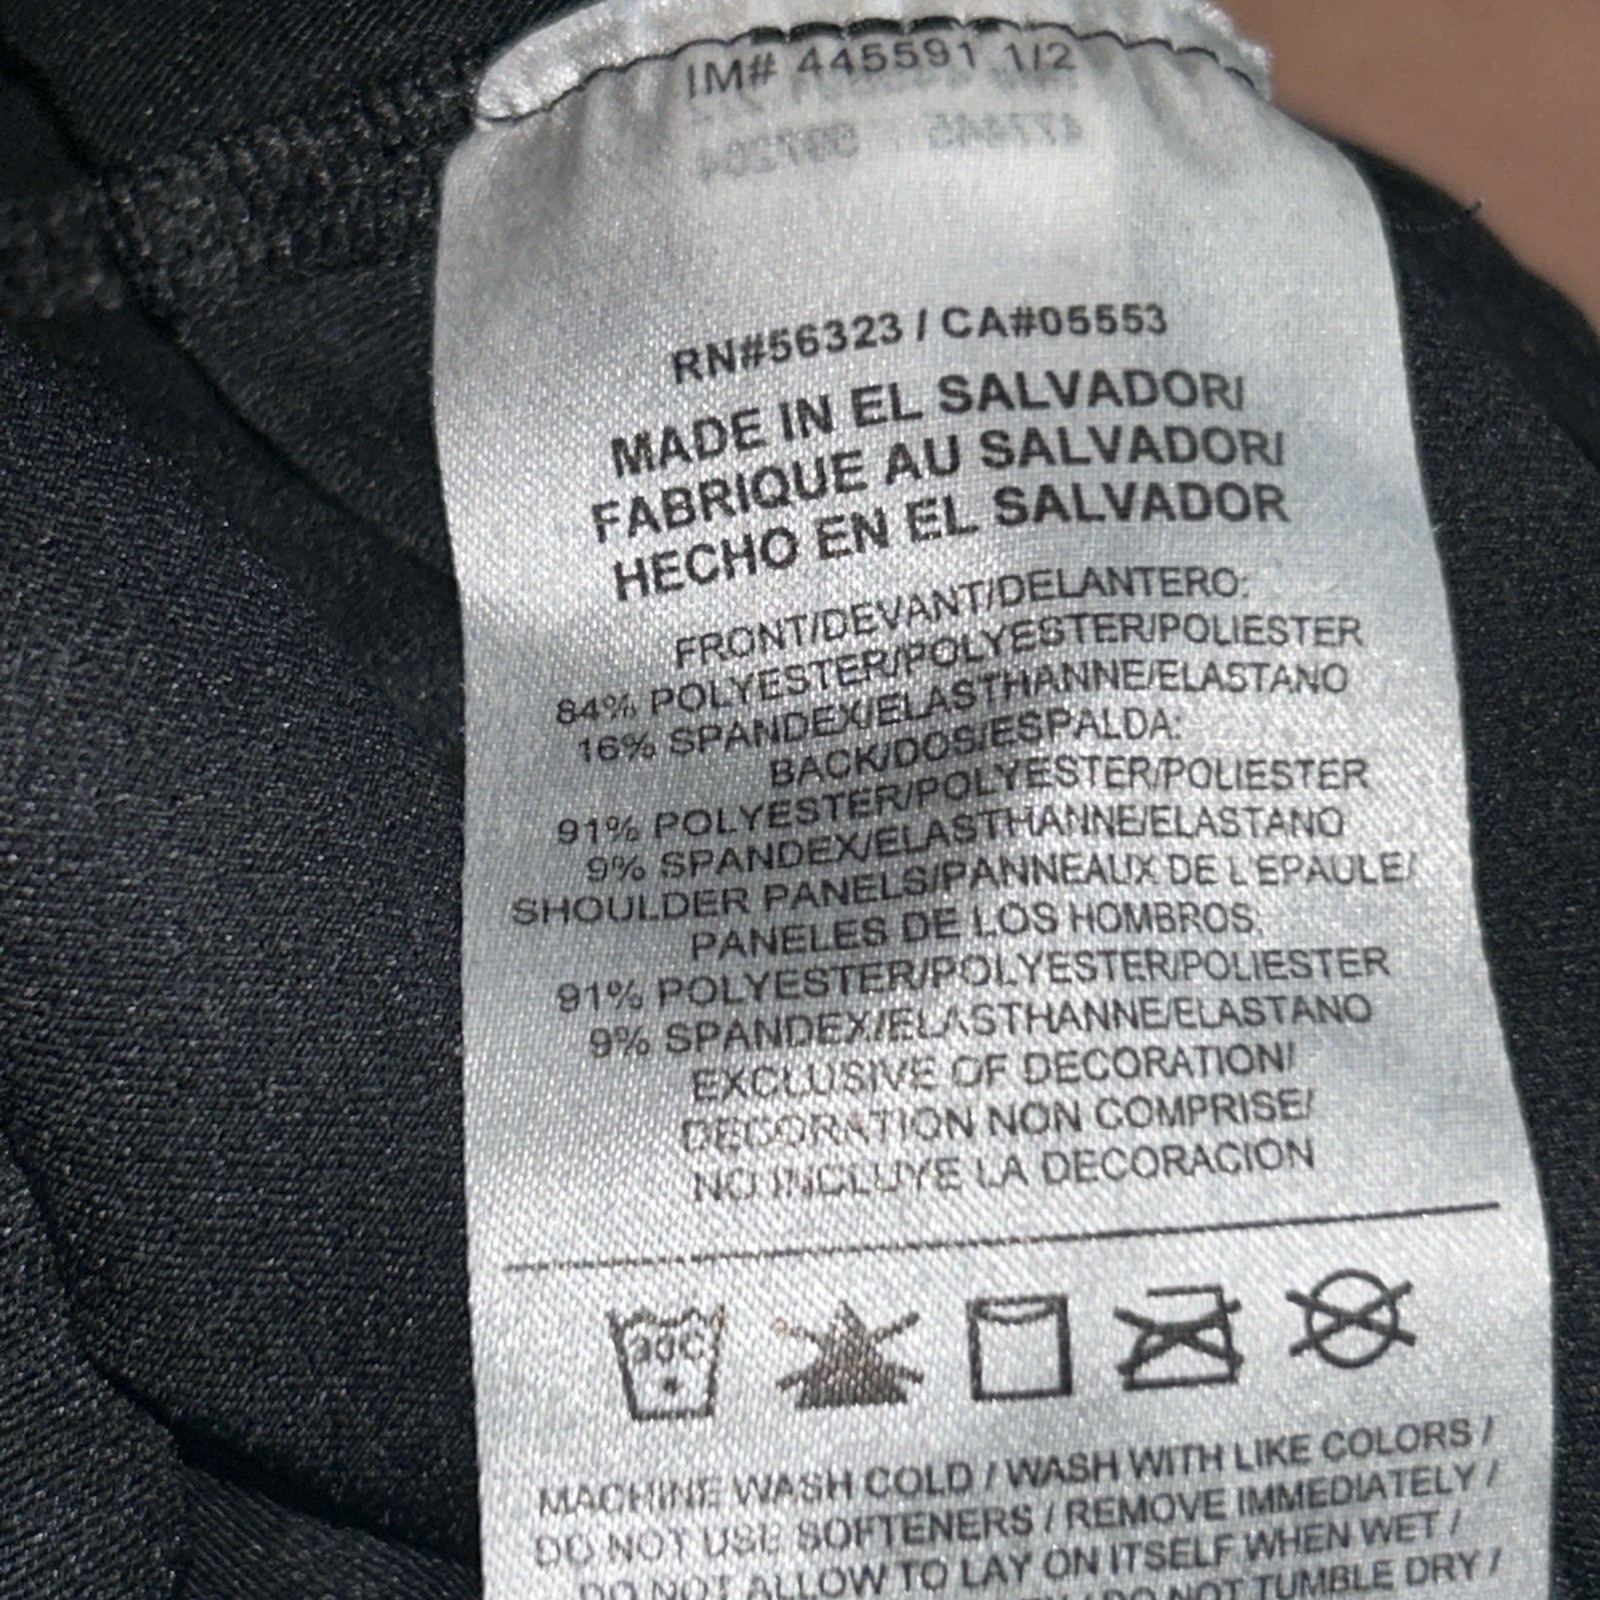 IM# 445591 1/2
RN#56323 / CA#05553
MADE IN EL SALVADOR/
FABRIQUE AU SALVADOR/
HECHO EN EL SALVADOR
FRONT/DEVANT/DELANTERO:
84% POLYESTER/POLYESTER/POLIESTER
16% SPANDEX/ELASTHANNE/ELASTANO
BACK/DOS/ESPALDA:
91% POLYESTER/POLYESTER/POLIESTER
9% SPANDEX/ELASTHANNE/ELASTANO
SHOULDER PANELS/PANNEAUX DE L'EPAULE/
PANELES DE LOS HOMBROS:
91% POLYESTER/POLYESTER/POLIESTER
9% SPANDEX/ELASTHANNE/ELASTANO
EXCLUSIVE OF DECORATION/
DECORATION NON COMPRISE/
NO INCLUYE LA DECORACION
30C
MACHINE WASH COLD / WASH WITH LIKE COLORS /
DO NOT USE SOFTENERS / REMOVE IMMEDIATELY /
DO NOT ALLOW TO LAY ON ITSELF WHEN WET /
/ DO NOT TUMBLE DRY /